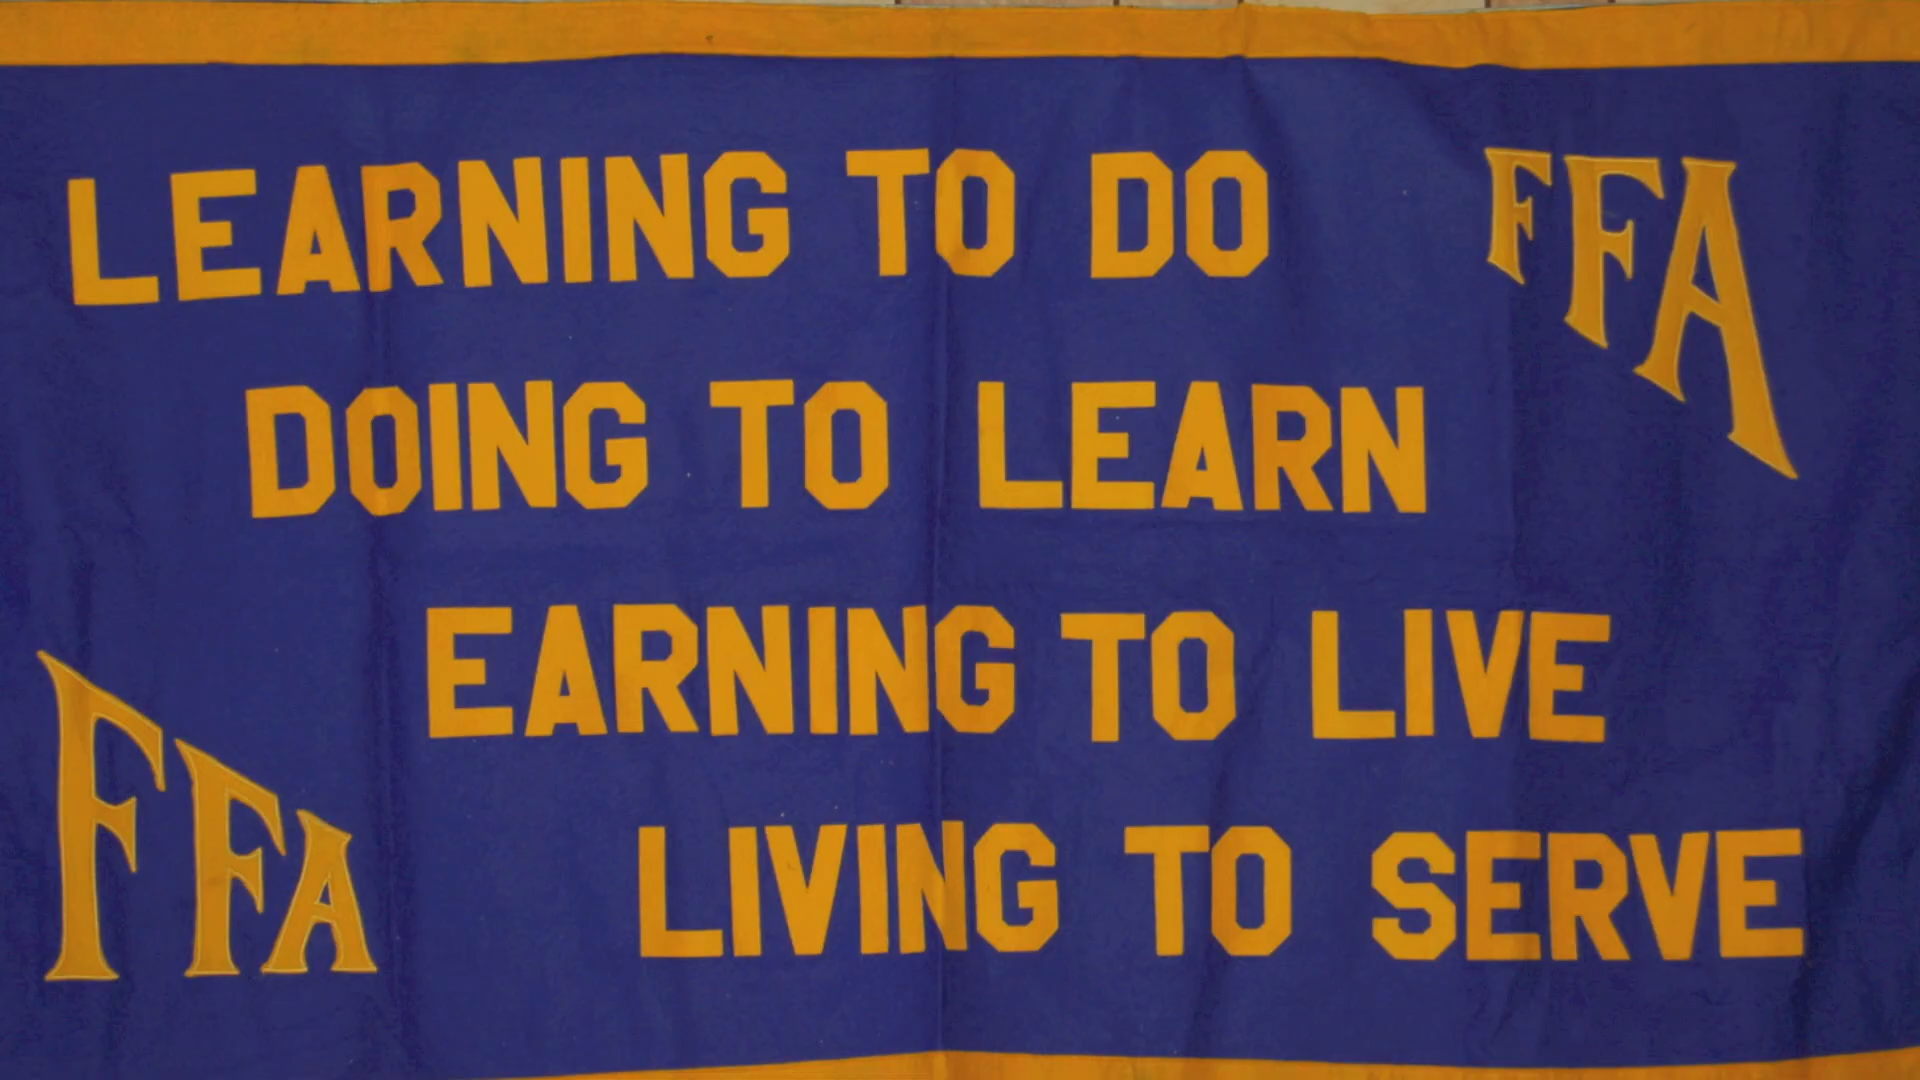 LEARNING TO DO
FFA
DOING TO LEARN
EARNING TO LIVE
FFA
LIVING TO SERVE